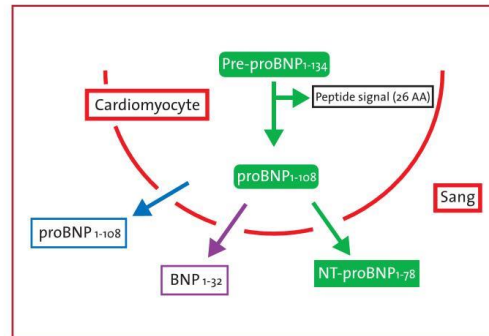 Pre-proBNP1-134
Cardiomyocyte
Peptide signal (26 AA)
proBNP1-108
Sang
proBNP 1-108
BNP 1-32
NT-proBNP1-78